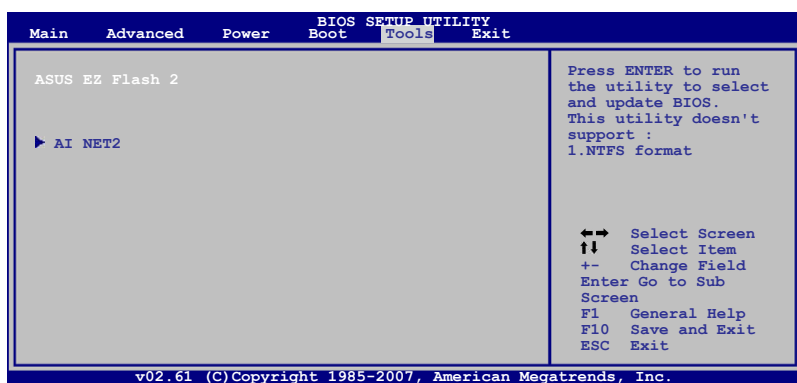 BIOS SETUP UTILITY
Main Advanced Power Boot Tools Exit
ASUS EZ Flash 2
AI NET2
Press ENTER to run
the utility to select
and update BIOS.
This utility doesn't
support :
1.NTFS format
←→ Select Screen
↑↓ Select Item
+- Change Field
Enter Go to Sub
Screen
F1 General Help
F10 Save and Exit
ESC Exit
v02.61 (C)Copyright 1985-2007, American Megatrends, Inc.